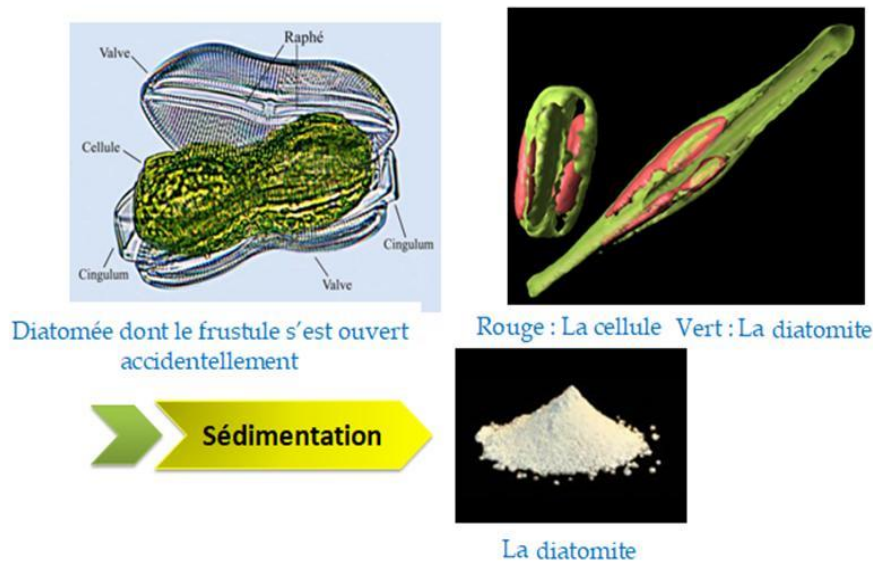 Raphé
Valve
Cellule
Cingulum
Cingulum
Valve
Diatomée dont le frustule s’est ouvert
accidentellement
Rouge : La cellule Vert : La diatomite
Sédimentation
La diatomite